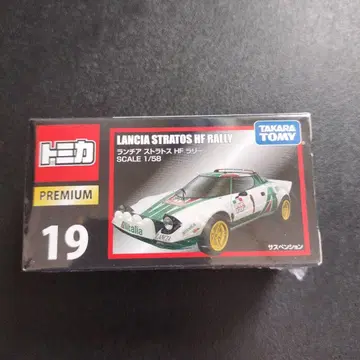 トミカ
PREMIUM
19
LANCIA STRATOS HF RALLY
ランチア ストラトス HF ラリー
SCALE 1/58
TAKARA TOMY
Alitalia
サスペンション